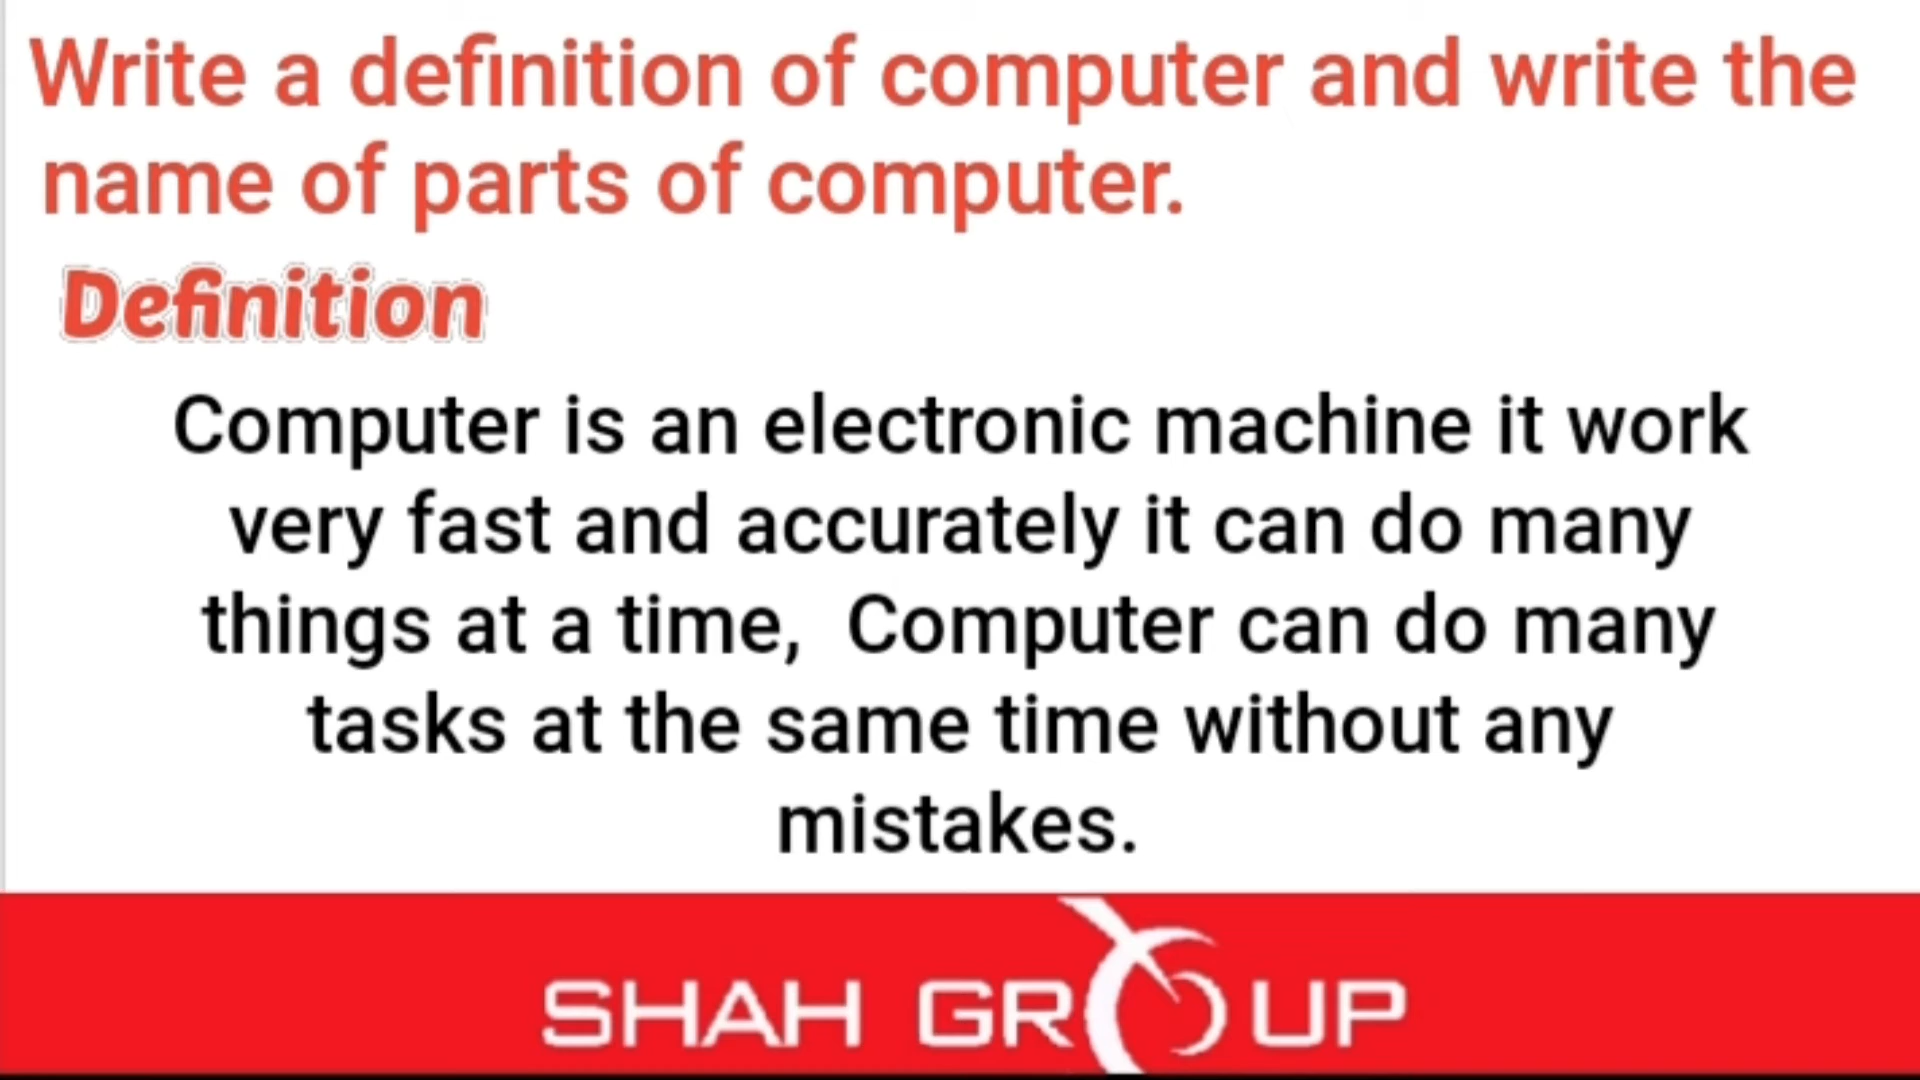 Write a definition of computer and write the
name of parts of computer.
Definition
Computer is an electronic machine it work
very fast and accurately it can do many
things at a time,  Computer can do many
tasks at the same time without any
mistakes.
SHAH GROUP